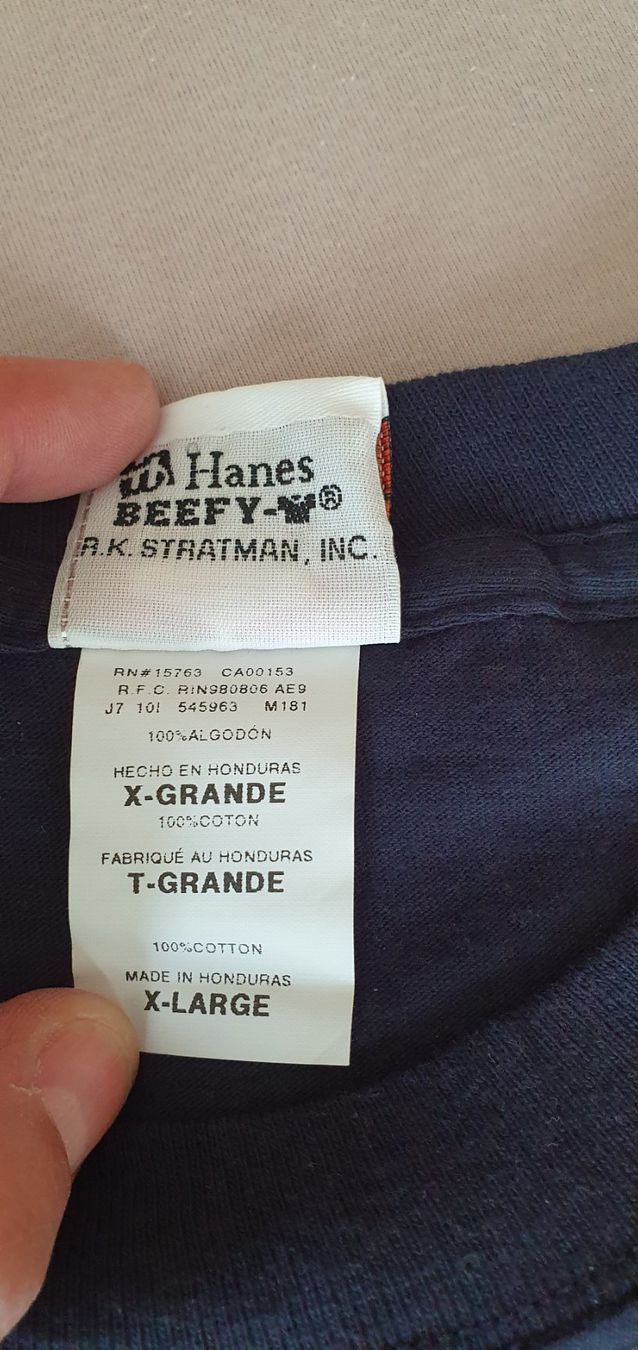 Hanes
BEEFY-T®
R.K. STRATMAN, INC.
RN#15763 CA00153
R.F.C. RIN980806 AE9
J7 10I 545963 M181
100%ALGODÓN
HECHO EN HONDURAS
X-GRANDE
100%COTON
FABRIQUÉ AU HONDURAS
T-GRANDE
100%COTTON
MADE IN HONDURAS
X-LARGE